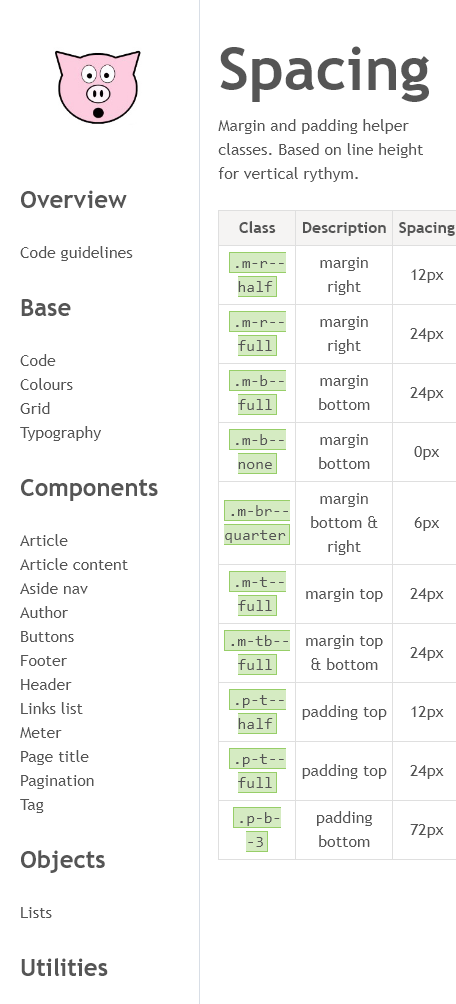 Overview
Code guidelines
Base
Code
Colours
Grid
Typography
Components
Article
Article content
Aside nav
Author
Buttons
Footer
Header
Links list
Meter
Page title
Pagination
Tag
Objects
Lists
Utilities
Spacing
Margin and padding helper
classes. Based on line height
for vertical rythym.
Class Description Spacing
.m-r--
half
margin
right
12px
.m-r--
full
margin
right
24px
.m-b--
full
margin
bottom
24px
.m-b--
none
margin
bottom
0px
.m-br--
quarter
margin
bottom &
right
6px
.m-t--
full
margin top
24px
.m-tb--
full
margin top
& bottom
24px
.p-t--
half
padding top
12px
.p-t--
full
padding top
24px
.p-b-
-3
padding
bottom
72px